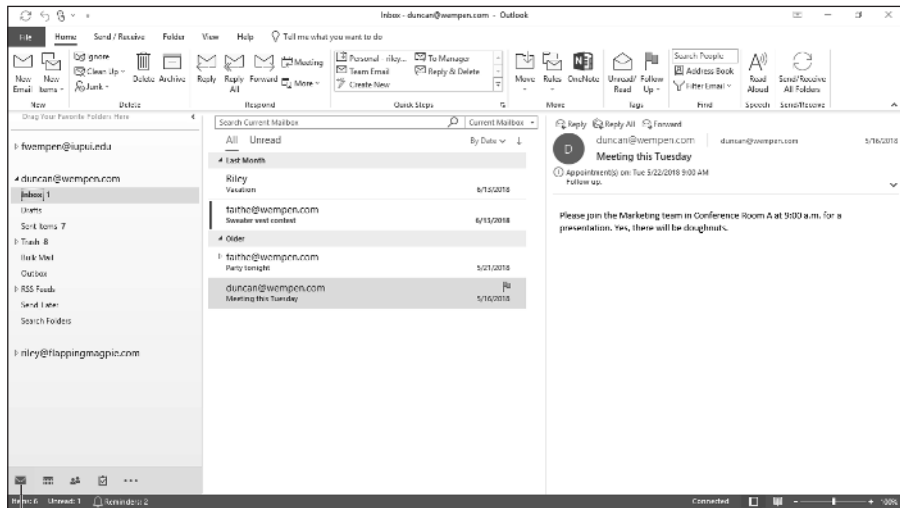 Inbox - duncan@wempen.com - Outlook
File Home Send / Receive Folder View Help Tell me what you want to do
New Email
New Items
Ignore
Clean Up
Junk
Delete
Archive
Reply
Reply All
Forward
Meeting
More
Personal - riley...
Team Email
Create New
To Manager
Reply & Delete
Move
Rules
OneNote
Unread/ Read
Follow Up
Search People
Address Book
Filter Email
Read Aloud
Send/Receive All Folders
New Delete Respond Quick Steps Move Tags Find Speech Send/Receive
Drag Your Favorite Folders Here
fwempen@iupui.edu
duncan@wempen.com
Inbox 1
Drafts
Sent Items 7
Trash 8
Bulk Mail
Outbox
RSS Feeds
Send Later
Search Folders
riley@flappingmagpie.com
Search Current Mailbox
Current Mailbox
All Unread
By Date
Last Month
Riley
Vacation 6/13/2018
faithe@wempen.com
Sweater vest contest 6/13/2018
Older
faithe@wempen.com
Party tonight 5/21/2018
duncan@wempen.com
Meeting this Tuesday 5/16/2018
Reply Reply All Forward
D
duncan@wempen.com duncan@wempen.com 5/16/2018
Meeting this Tuesday
Appointment(s) on: Tue 5/22/2018 9:00 AM
Follow up.
Please join the Marketing team in Conference Room A at 9:00 a.m. for a
presentation. Yes, there will be doughnuts.
Items: 6 Unread: 1 Reminders: 2
Connected
100%